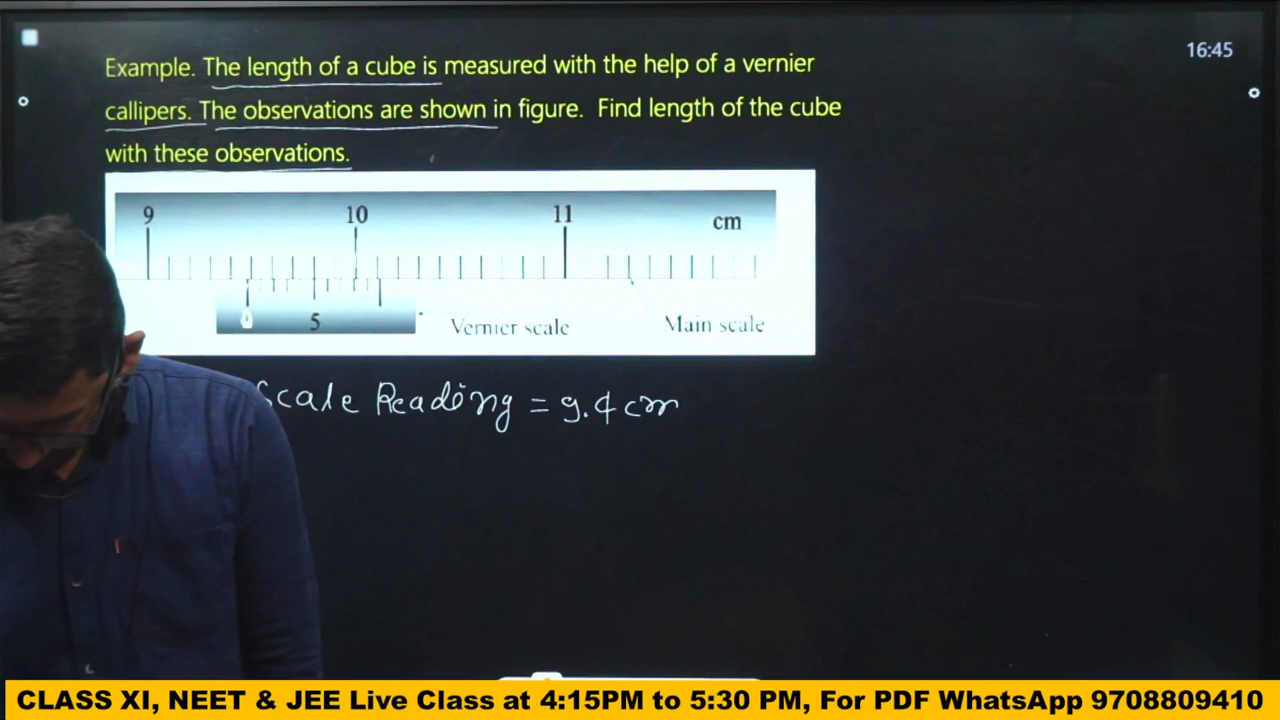 16:45
Example. The length of a cube is measured with the help of a vernier
callipers. The observations are shown in figure. Find length of the cube
with these observations.
9 10 11 cm
0 5 Vernier scale Main scale
Scale Reading = 9.4 cm
CLASS XI, NEET & JEE Live Class at 4:15PM to 5:30 PM, For PDF WhatsApp 9708809410